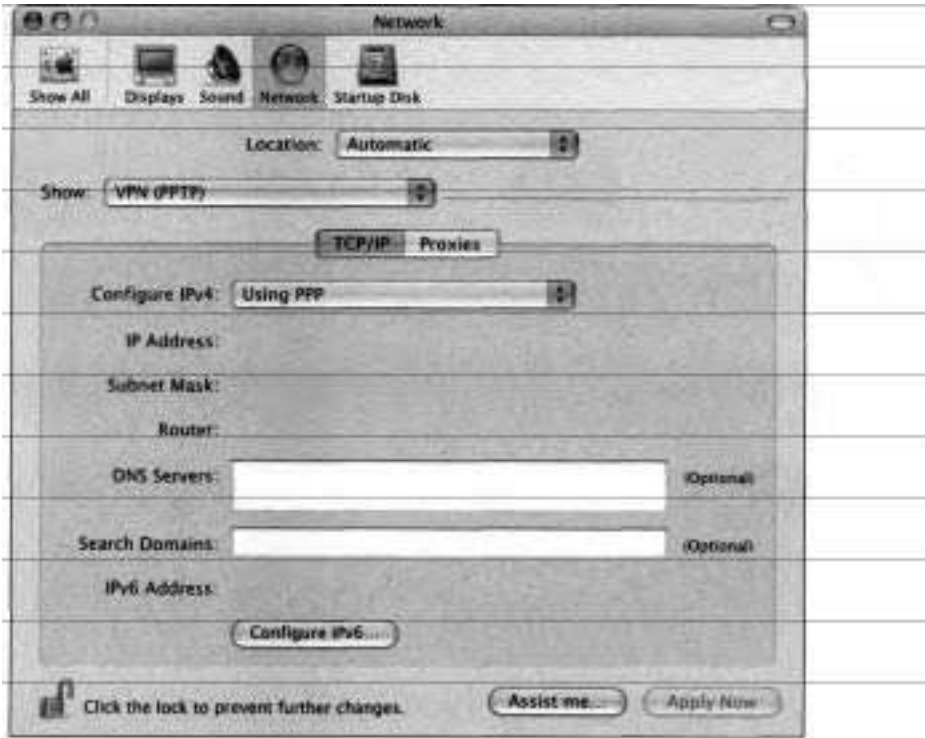 Network
Show All Displays Sound Network Startup Disk
Location: Automatic
Show: VPN (PPTP)
TCP/IP Proxies
Configure IPv4: Using PPP
IP Address:
Subnet Mask:
Router:
DNS Servers: (Optional)
Search Domains: (Optional)
IPv6 Address:
Configure IPv6...
Click the lock to prevent further changes.
Assist me... Apply Now